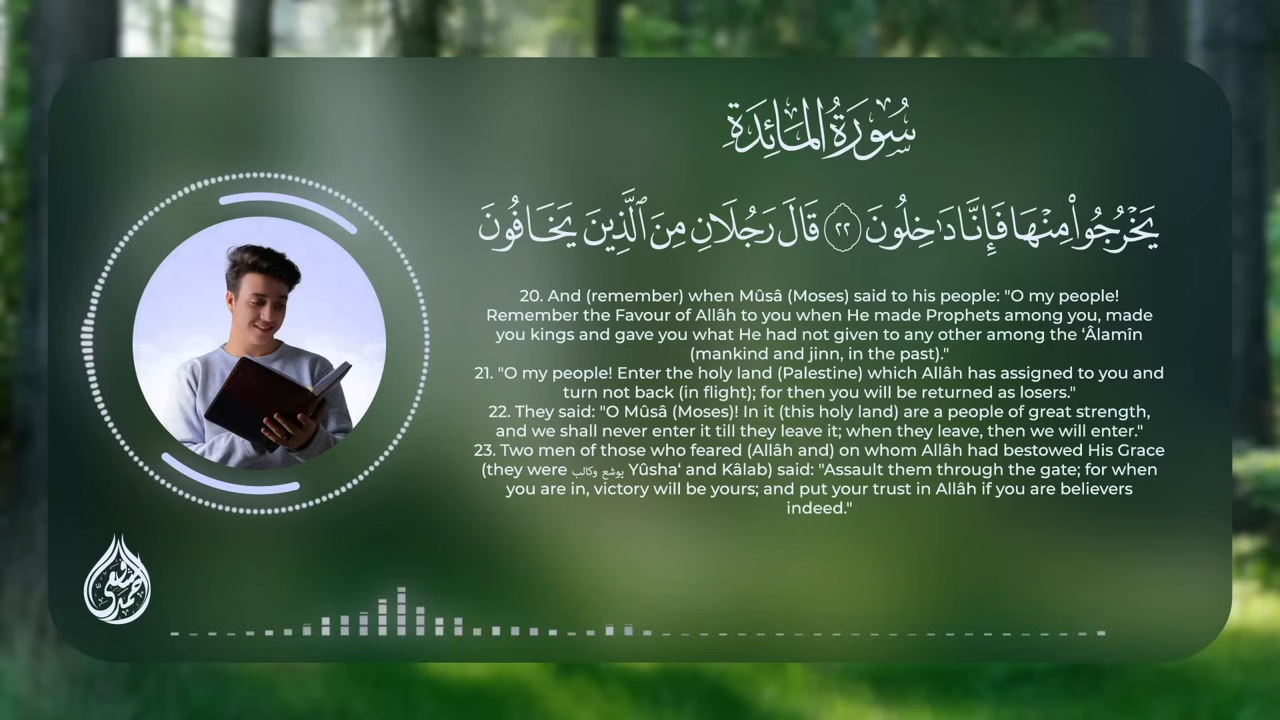 سُورَةُ المَائِدَة
يَخۡرُجُواْ مِنۡهَا فَإِنَّا دَٰخِلُونَ ٢٢ قَالَ رَجُلَانِ مِنَ ٱلَّذِينَ يَخَافُونَ
20. And (remember) when Mûsâ (Moses) said to his people: "O my people!
Remember the Favour of Allâh to you when He made Prophets among you, made
you kings and gave you what He had not given to any other among the ‘Âlamîn
(mankind and jinn, in the past)."
21. "O my people! Enter the holy land (Palestine) which Allâh has assigned to you and
turn not back (in flight); for then you will be returned as losers."
22. They said: "O Mûsâ (Moses)! In it (this holy land) are a people of great strength,
and we shall never enter it till they leave it; when they leave, then we will enter."
23. Two men of those who feared (Allâh and) on whom Allâh had bestowed His Grace
(they were يوشع وكالب Yûsha‘ and Kâlab) said: "Assault them through the gate; for when
you are in, victory will be yours; and put your trust in Allâh if you are believers
indeed."